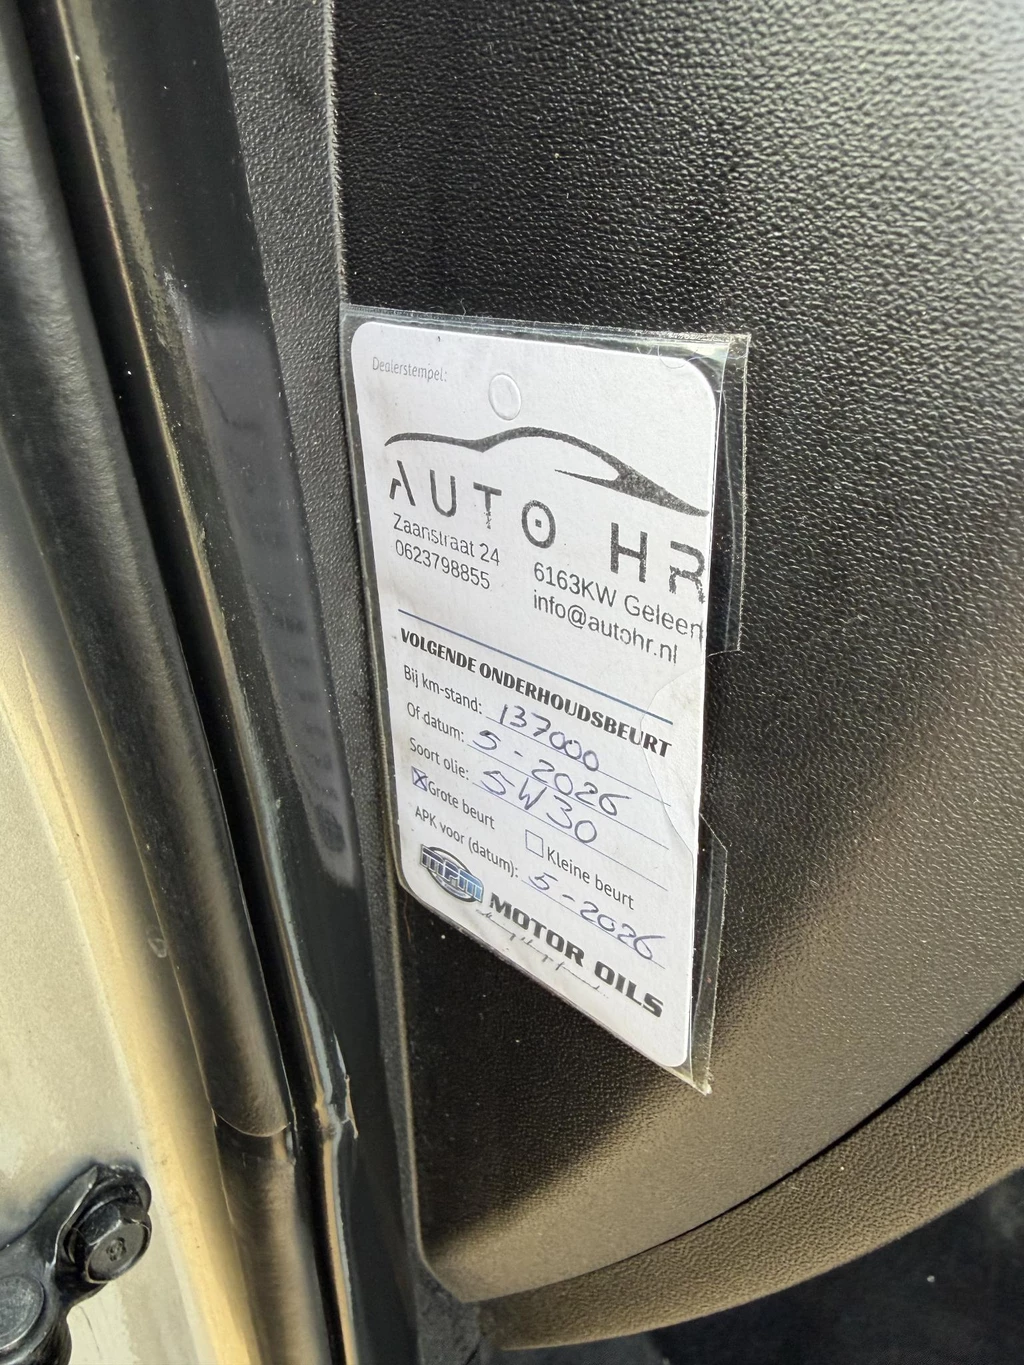 Dealerstempel:
AUTO HR
Zaanstraat 24 6163KW Geleen
0623798855 info@autohr.nl
VOLGENDE ONDERHOUDSBEURT
Bij km-stand: 137000
Of datum: 5-2026
Soort olie: 5W30
Grote beurt Kleine beurt
APK voor (datum): 5-2026
MPM MOTOR OILS